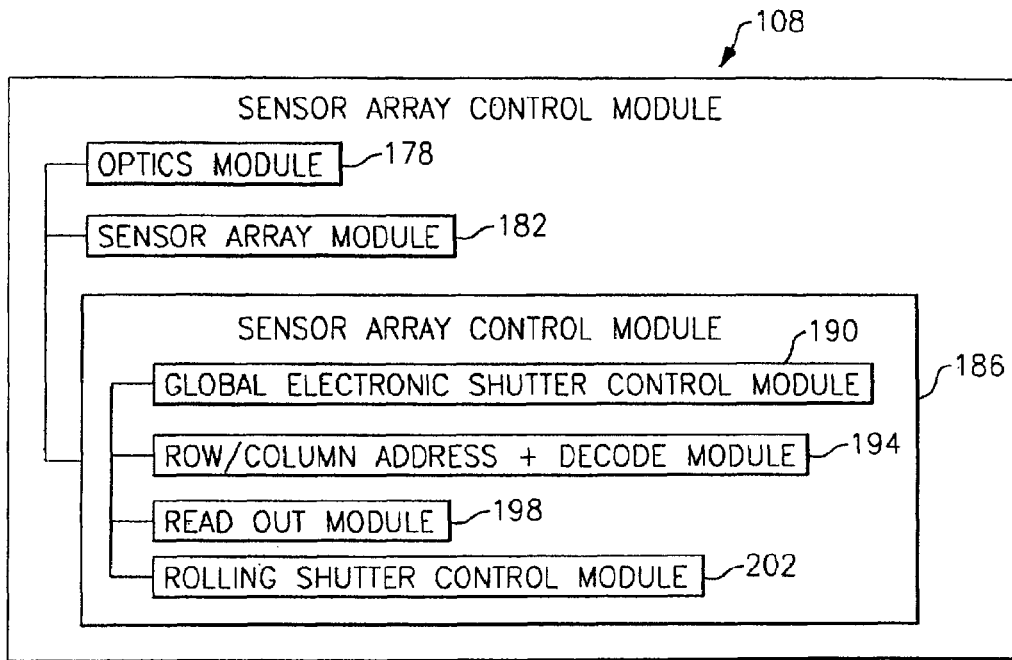 108
SENSOR ARRAY CONTROL MODULE
OPTICS MODULE 178
SENSOR ARRAY MODULE 182
SENSOR ARRAY CONTROL MODULE
190
GLOBAL ELECTRONIC SHUTTER CONTROL MODULE 186
ROW/COLUMN ADDRESS + DECODE MODULE 194
READ OUT MODULE 198
ROLLING SHUTTER CONTROL MODULE 202